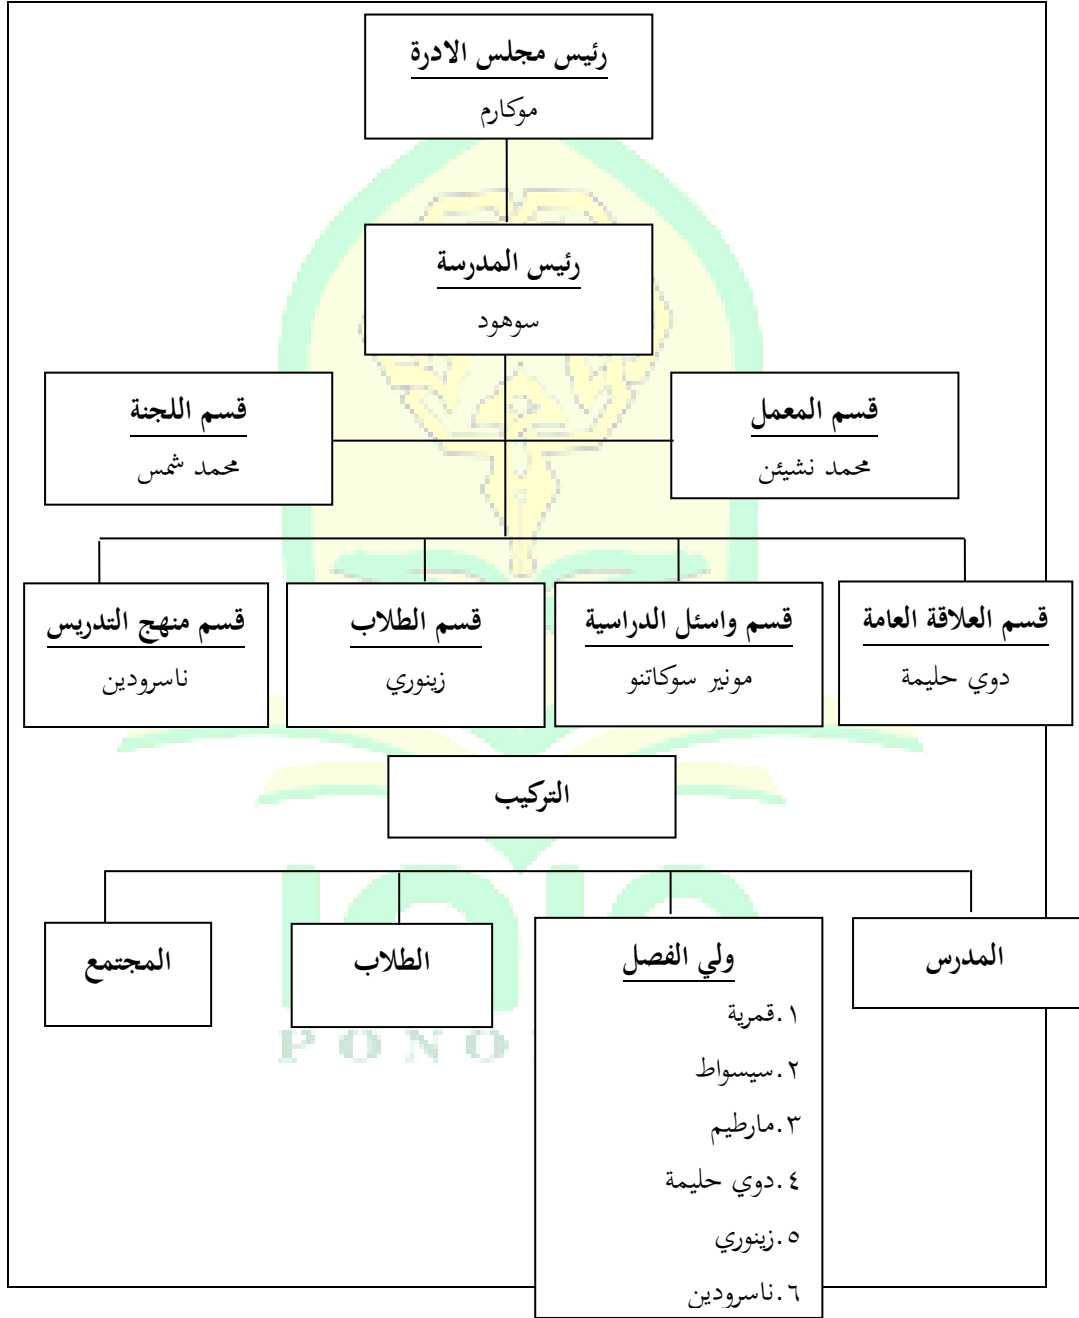 رئيس مجلس الادرة
موكارم
رئيس المدرسة
سوهود
قسم المعمل
محمد نشيئن
قسم اللجنة
محمد شمس
قسم العلاقة العامة
دوي حليمة
قسم واسئل الدراسية
مونير سوكاتنو
قسم الطلاب
زينوري
قسم منهج التدريس
ناسرودين
التركيب
المدرس
ولي الفصل
١.قمرية
٢.سيسواط
٣.مارطيم
٤.دوي حليمة
٥.زينوري
٦.ناسرودين
الطلاب
المجتمع
PONO